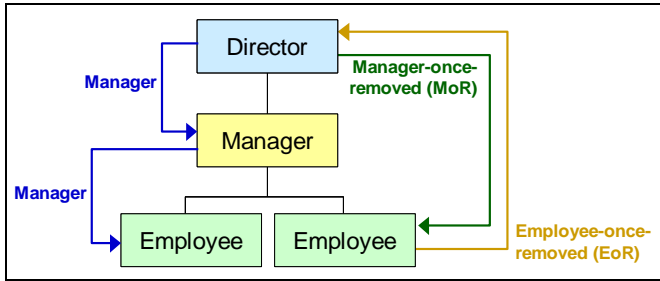 Director
Manager
Manager-once-
removed (MoR)
Manager
Manager
Employee
Employee
Employee-once-
removed (EoR)